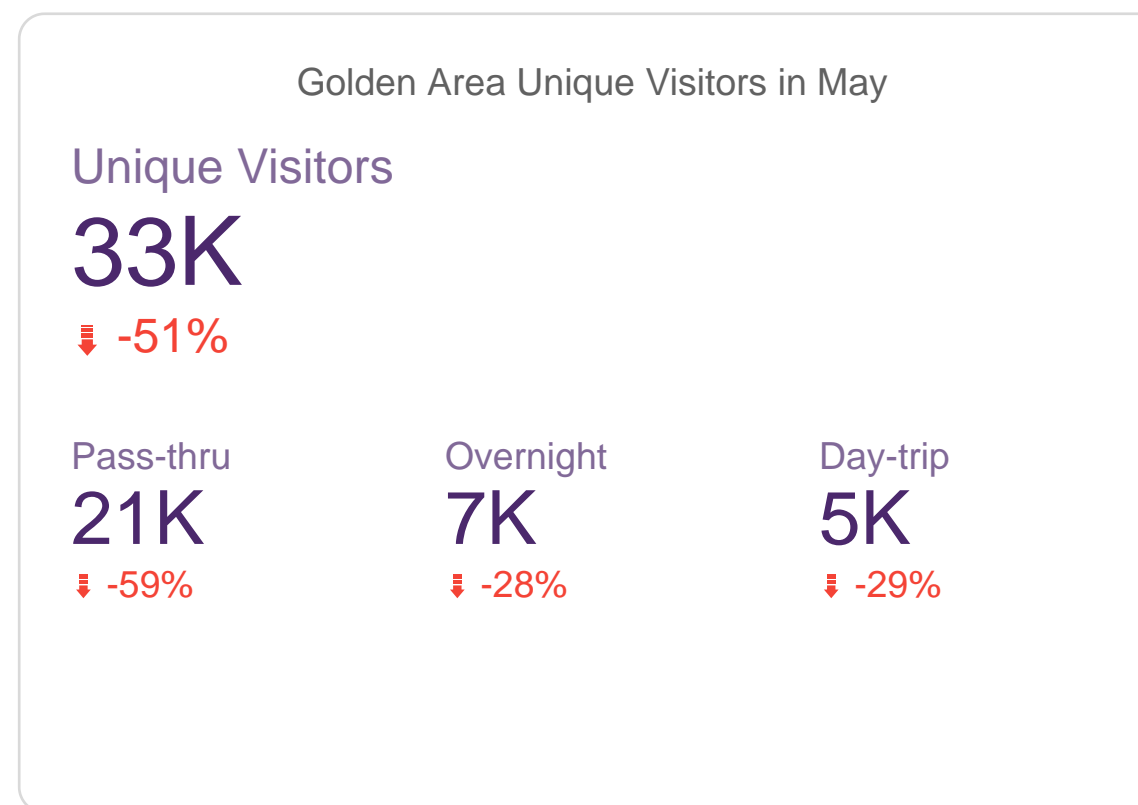 Golden Area Unique Visitors in May
Unique Visitors
33K
-51%
Pass-thru Overnight Day-trip
21K 7K 5K
-59% -28% -29%